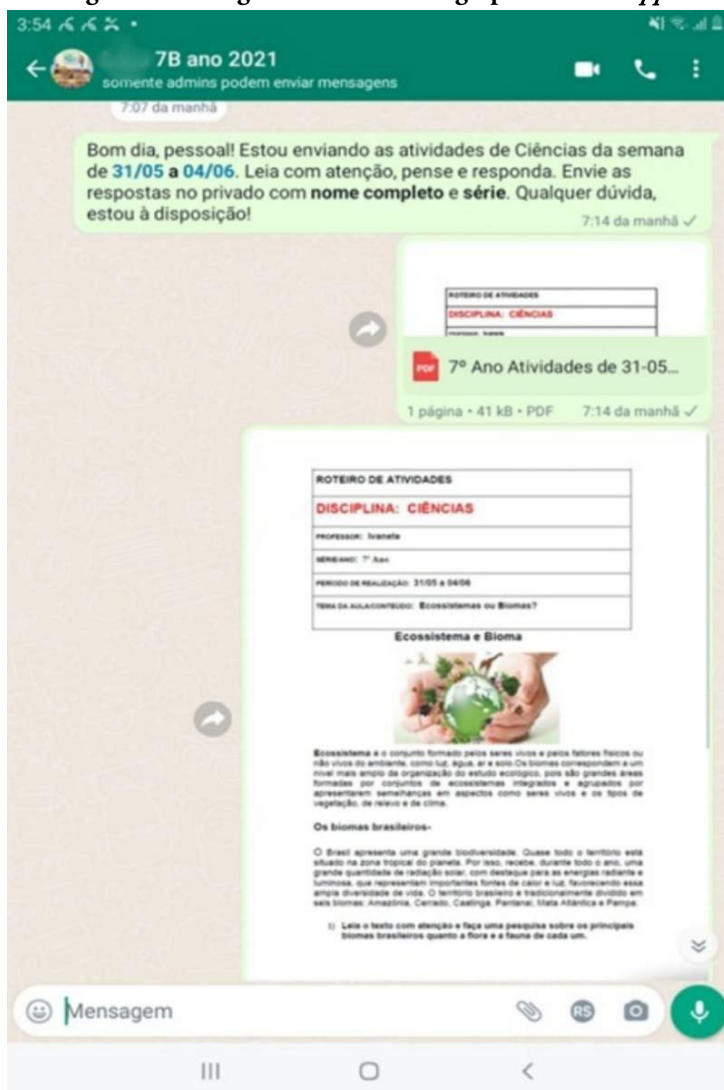 3:54
7B ano 2021
somente admins podem enviar mensagens
7:07 da manhã
Bom dia, pessoal! Estou enviando as atividades de Ciências da semana
de 31/05 a 04/06. Leia com atenção, pense e responda. Envie as
respostas no privado com nome completo e série. Qualquer dúvida,
estou à disposição!
7:14 da manhã
ROTEIRO DE ATIVIDADES
DISCIPLINA: CIÊNCIAS
PROFESSOR: Ivanete
PDF
7º Ano Atividades de 31-05...
1 página • 41 kB • PDF 7:14 da manhã
ROTEIRO DE ATIVIDADES
DISCIPLINA: CIÊNCIAS
PROFESSOR: Ivanete
SÉRIE/ANO: 7º Ano
PERÍODO DE REALIZAÇÃO: 31/05 a 04/06
TEMA DA AULA/CONTEÚDO: Ecossistemas ou Biomas?
Ecossistema e Bioma
Ecossistema é o conjunto formado pelos seres vivos e pelos fatores físicos ou
não vivos do ambiente, como luz, água, ar e solo.Os biomas correspondem a um
nível mais amplo da organização do estudo ecológico, pois são grandes áreas
formadas por conjuntos de ecossistemas integrados e agrupados por
apresentarem semelhanças em aspectos como seres vivos e os tipos de
vegetação, de relevo e de clima.
Os biomas brasileiros-
O Brasil apresenta uma grande biodiversidade. Quase todo o território está
situado na zona tropical do planeta. Por isso, recebe, durante todo o ano, uma
grande quantidade de radiação solar, com destaque para as energias radiante e
luminosa, que representam importantes fontes de calor e luz, favorecendo essa
ampla diversidade de vida. O território brasileiro é tradicionalmente dividido em
seis biomas: Amazônia, Cerrado, Caatinga, Pantanal, Mata Atlântica e Pampa.
1) Leia o texto com atenção e faça uma pesquisa sobre os principais
biomas brasileiros quanto a flora e a fauna de cada um.
Mensagem
RS